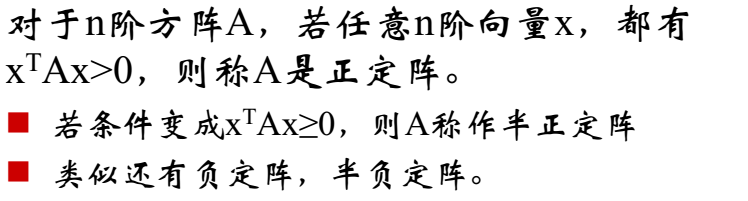 对于n阶方阵A，若任意n阶向量x，都有
xᵀAx>0，则称A是正定阵。
■ 若条件变成xᵀAx≥0，则A称作半正定阵
■ 类似还有负定阵，半负定阵。